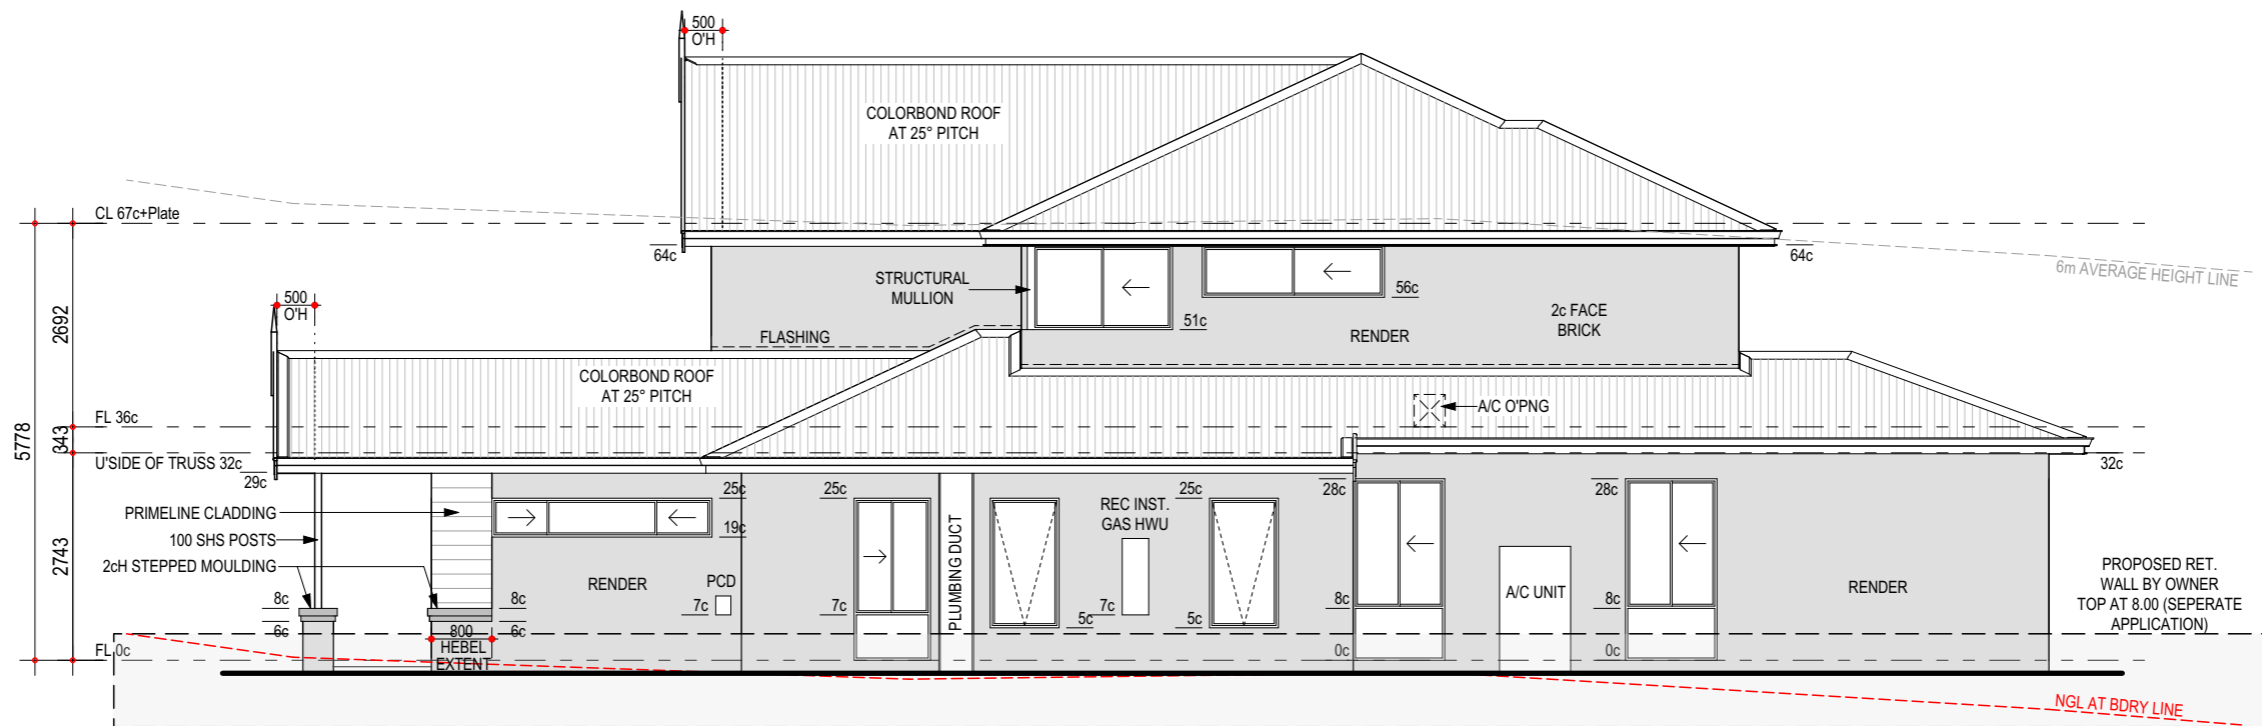 500
O'H
COLORBOND ROOF
AT 25° PITCH
CL 67c+Plate
64c
64c
6m AVERAGE HEIGHT LINE
STRUCTURAL
MULLION
56c
51c
2c FACE
BRICK
RENDER
FLASHING
500
O'H
2692
COLORBOND ROOF
AT 25° PITCH
A/C O'PNG
FL 36c
343
5778
U'SIDE OF TRUSS 32c
29c
32c
PRIMELINE CLADDING
100 SHS POSTS
2cH STEPPED MOULDING
2743
25c
19c
25c
REC INST.
GAS HWU
25c
28c
28c
RENDER
PCD
7c
7c
PLUMBING DUCT
7c
5c
5c
8c
A/C UNIT
8c
RENDER
8c
6c
8c
6c
800
HEBEL
EXTENT
FL 0c
0c
0c
PROPOSED RET.
WALL BY OWNER
TOP AT 8.00 (SEPERATE
APPLICATION)
NGL AT BDRY LINE